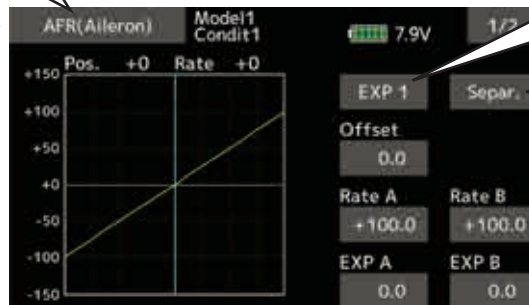 AFR(Aileron) Model1 7.9V 1/2
Condit1
Pos. +0 Rate +0
+150
+100
+50
+0
-50
-100
-150
EXP 1 Separ.
Offset
0.0
Rate A Rate B
+100.0 +100.0
EXP A EXP B
0.0 0.0